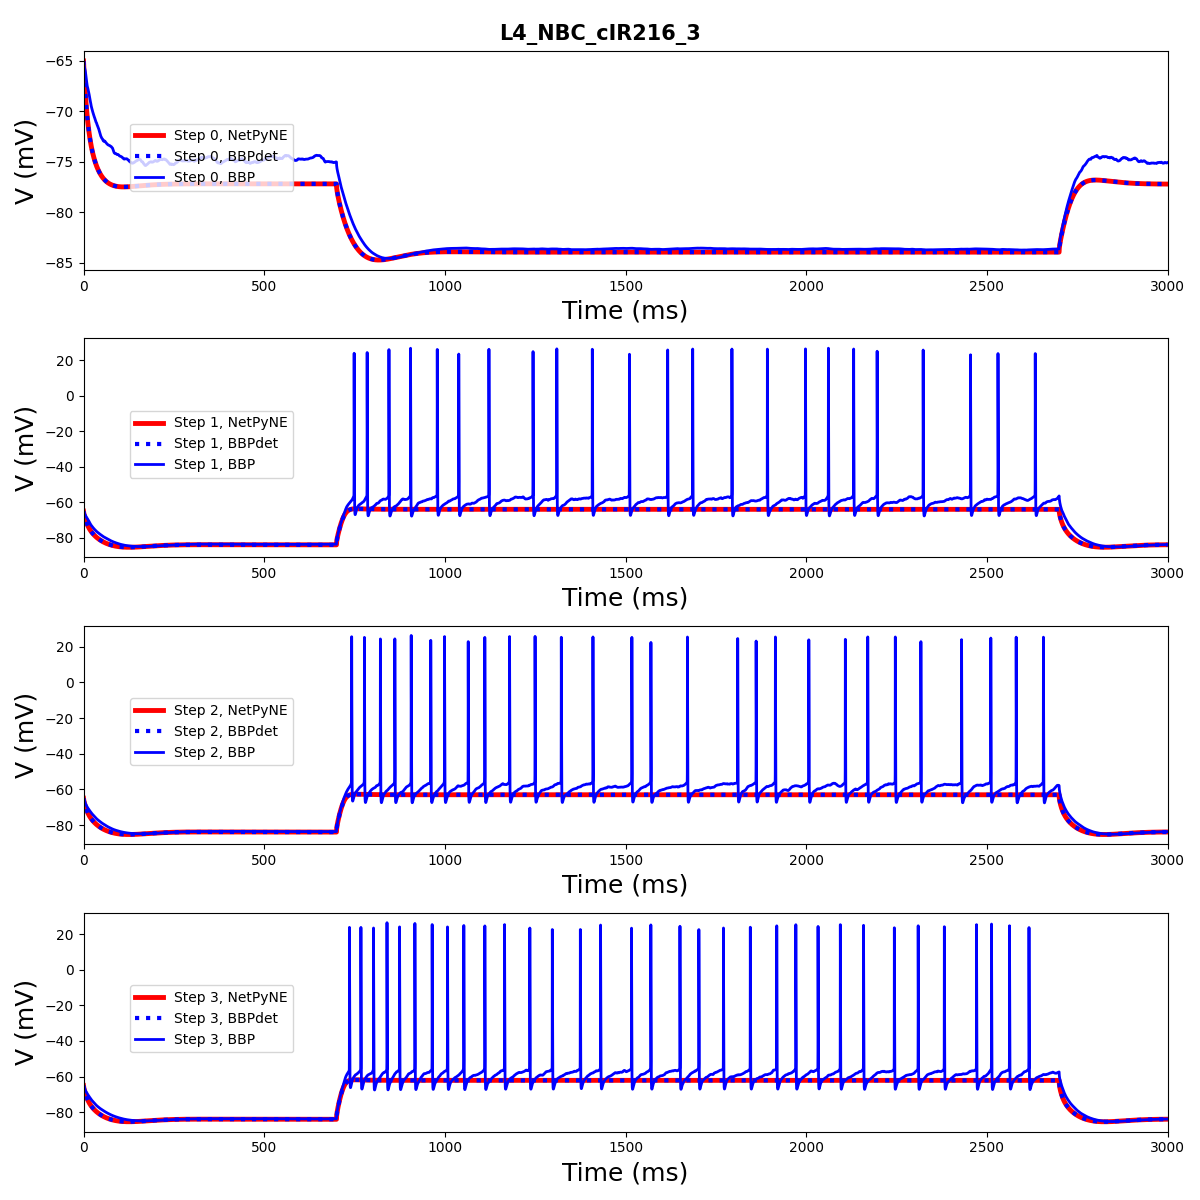 L4_NBC_cIR216_3
−65
−70
−75
−80
−85
V (mV)
Step 0, NetPyNE
Step 0, BBPdet
Step 0, BBP
0 500 1000 1500 2000 2500 3000
Time (ms)
20
0
−20
−40
−60
−80
V (mV)
Step 1, NetPyNE
Step 1, BBPdet
Step 1, BBP
0 500 1000 1500 2000 2500 3000
Time (ms)
20
0
−20
−40
−60
−80
V (mV)
Step 2, NetPyNE
Step 2, BBPdet
Step 2, BBP
0 500 1000 1500 2000 2500 3000
Time (ms)
20
0
−20
−40
−60
−80
V (mV)
Step 3, NetPyNE
Step 3, BBPdet
Step 3, BBP
0 500 1000 1500 2000 2500 3000
Time (ms)